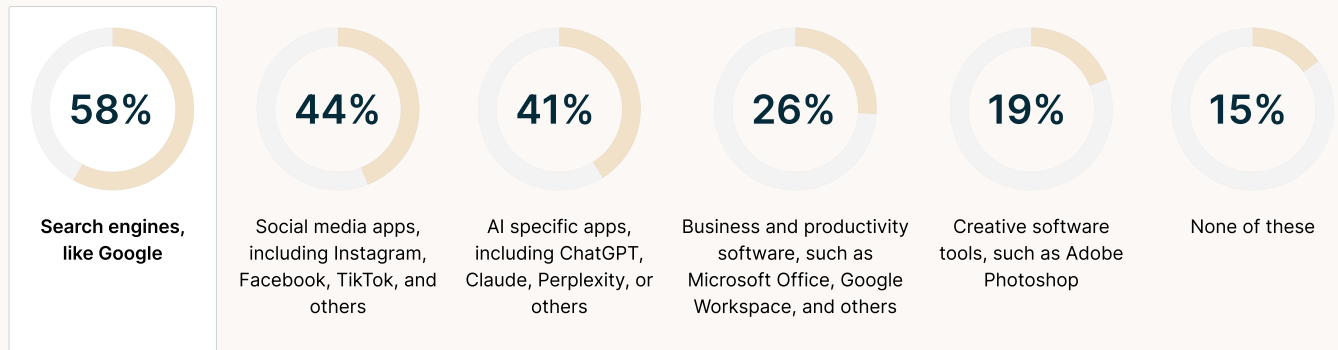 58%
Search engines,
like Google
44%
Social media apps,
including Instagram,
Facebook, TikTok, and
others
41%
AI specific apps,
including ChatGPT,
Claude, Perplexity, or
others
26%
Business and productivity
software, such as
Microsoft Office, Google
Workspace, and others
19%
Creative software
tools, such as Adobe
Photoshop
15%
None of these